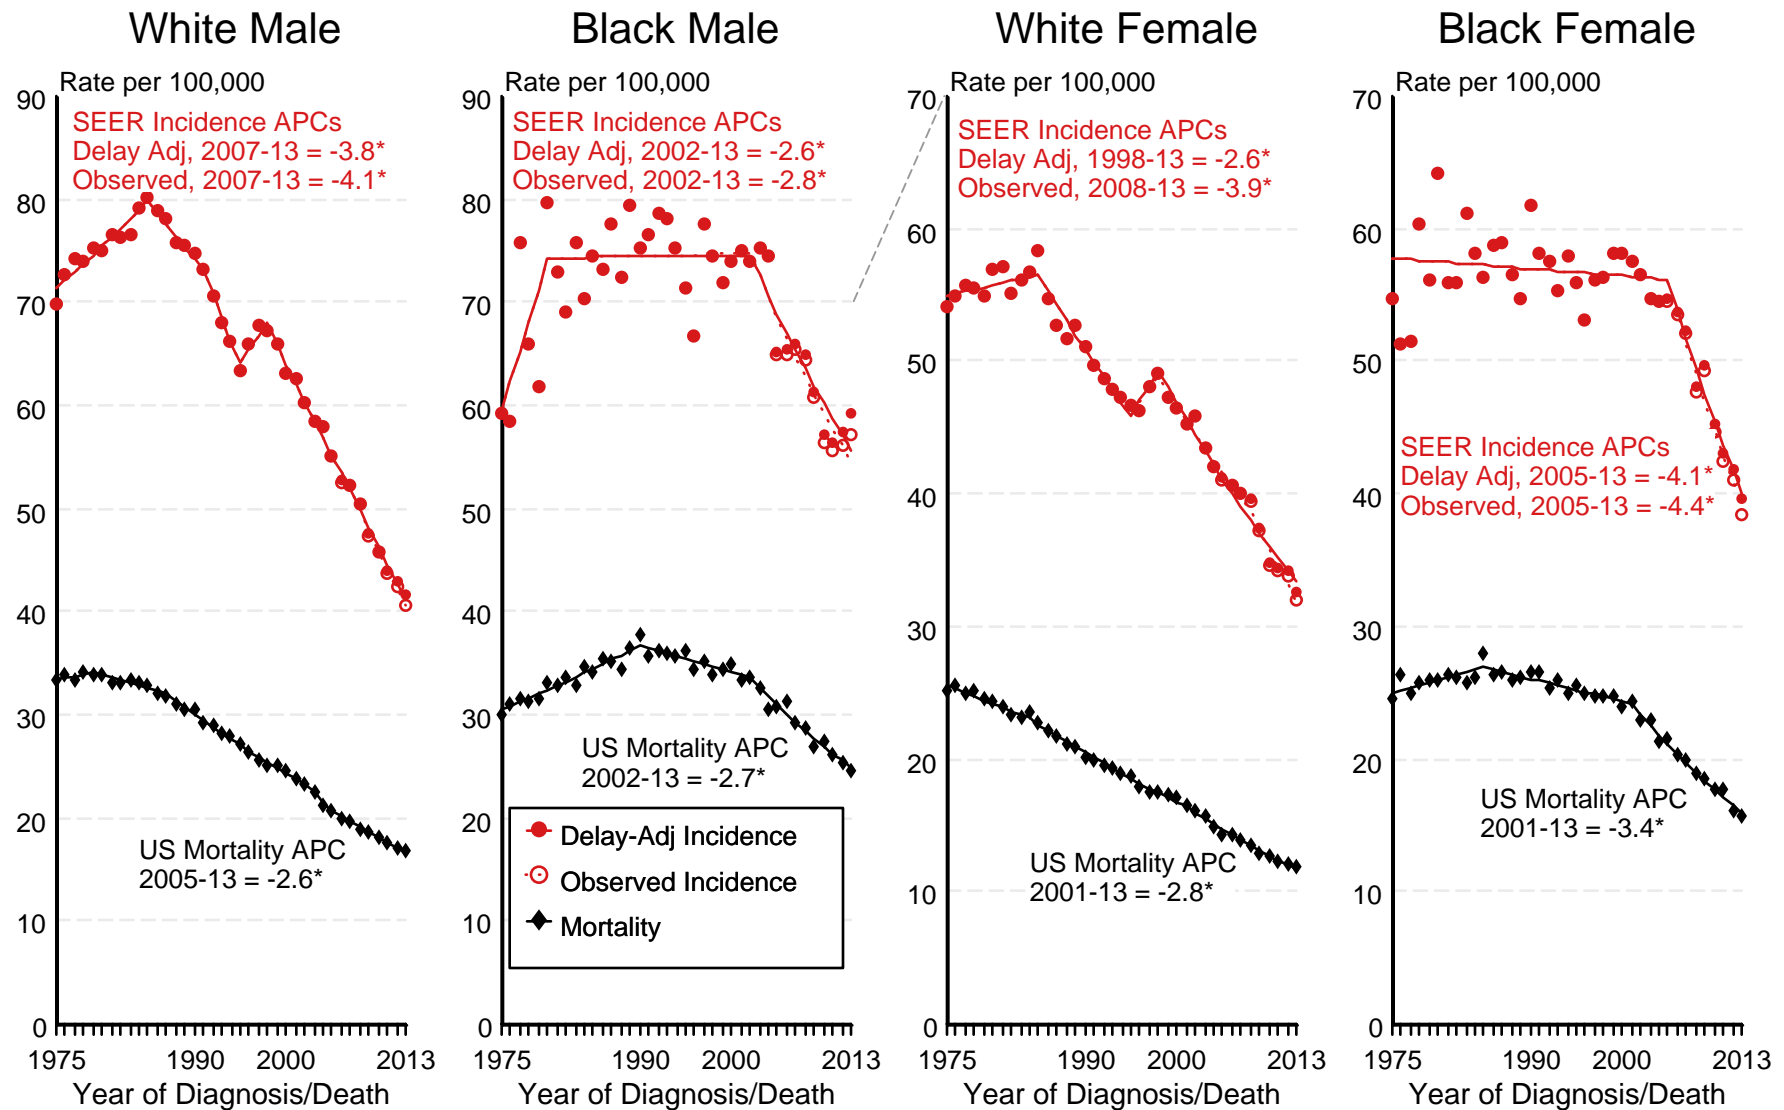 White Male
Rate per 100,000
90
80
70
60
50
40
30
20
10
0
SEER Incidence APCs
Delay Adj, 2007-13 = -3.8*
Observed, 2007-13 = -4.1*
US Mortality APC
2005-13 = -2.6*
1975 1990 2000 2013
Year of Diagnosis/Death
Black Male
Rate per 100,000
90
80
70
60
50
40
30
20
10
0
SEER Incidence APCs
Delay Adj, 2002-13 = -2.6*
Observed, 2002-13 = -2.8*
US Mortality APC
2002-13 = -2.7*
Delay-Adj Incidence
Observed Incidence
Mortality
1975 1990 2000 2013
Year of Diagnosis/Death
White Female
Rate per 100,000
70
60
50
40
30
20
10
0
SEER Incidence APCs
Delay Adj, 1998-13 = -2.6*
Observed, 2008-13 = -3.9*
US Mortality APC
2001-13 = -2.8*
1975 1990 2000 2013
Year of Diagnosis/Death
Black Female
Rate per 100,000
70
60
50
40
30
20
10
0
SEER Incidence APCs
Delay Adj, 2005-13 = -4.1*
Observed, 2005-13 = -4.4*
US Mortality APC
2001-13 = -3.4*
1975 1990 2000 2013
Year of Diagnosis/Death